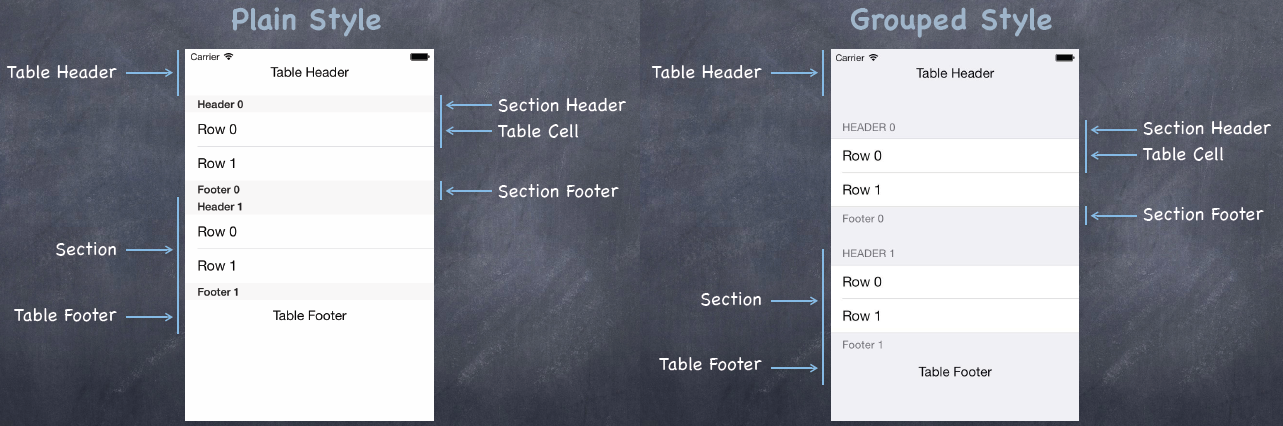 Plain Style
Carrier
Table Header
Table Header
Header 0
Section Header
Row 0
Table Cell
Row 1
Footer 0
Section Footer
Header 1
Row 0
Section
Row 1
Footer 1
Table Footer
Table Footer
Grouped Style
Carrier
Table Header
Table Header
HEADER 0
Section Header
Row 0
Table Cell
Row 1
Footer 0
Section Footer
HEADER 1
Row 0
Section
Row 1
Footer 1
Table Footer
Table Footer